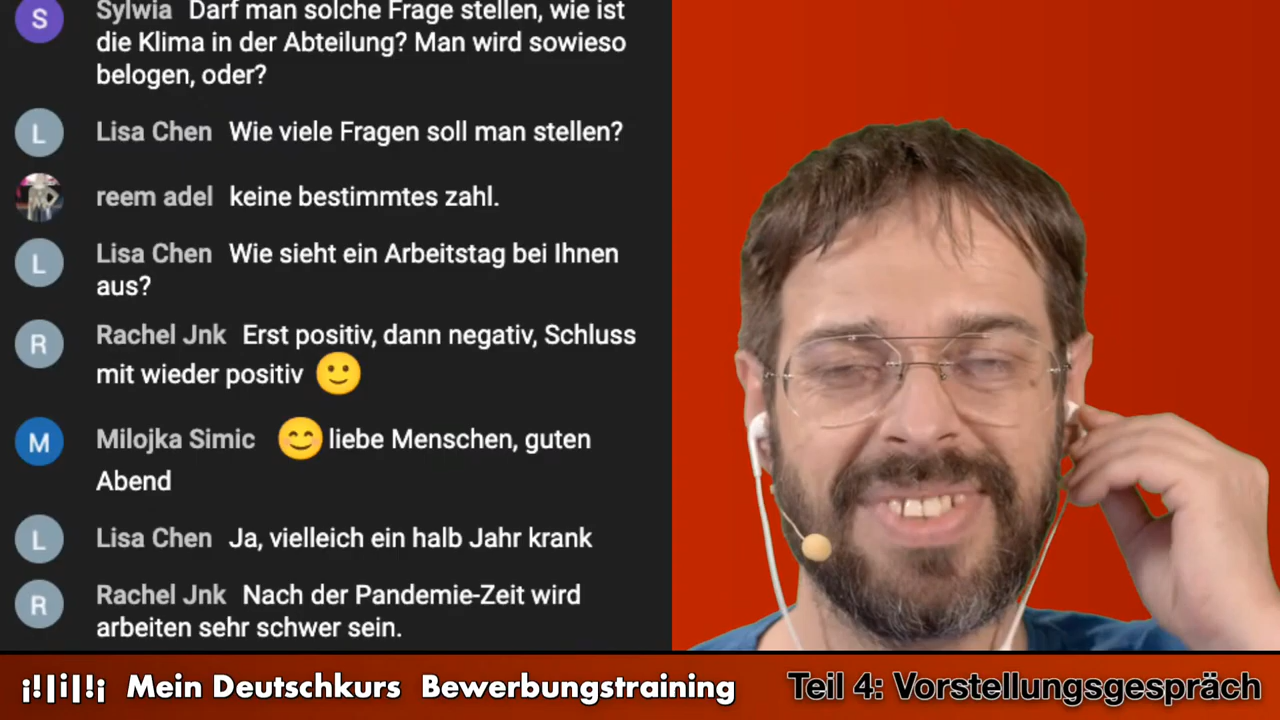 S Sylwia Darf man solche Frage stellen, wie ist
die Klima in der Abteilung? Man wird sowieso
belogen, oder?
L Lisa Chen Wie viele Fragen soll man stellen?
reem adel keine bestimmtes zahl.
L Lisa Chen Wie sieht ein Arbeitstag bei Ihnen
aus?
R Rachel Jnk Erst positiv, dann negativ, Schluss
mit wieder positiv 🙂
M Milojka Simic 😊 liebe Menschen, guten
Abend
L Lisa Chen Ja, vielleich ein halb Jahr krank
R Rachel Jnk Nach der Pandemie-Zeit wird
arbeiten sehr schwer sein.
¡!|i|!¡ Mein Deutschkurs Bewerbungstraining Teil 4: Vorstellungsgespräch